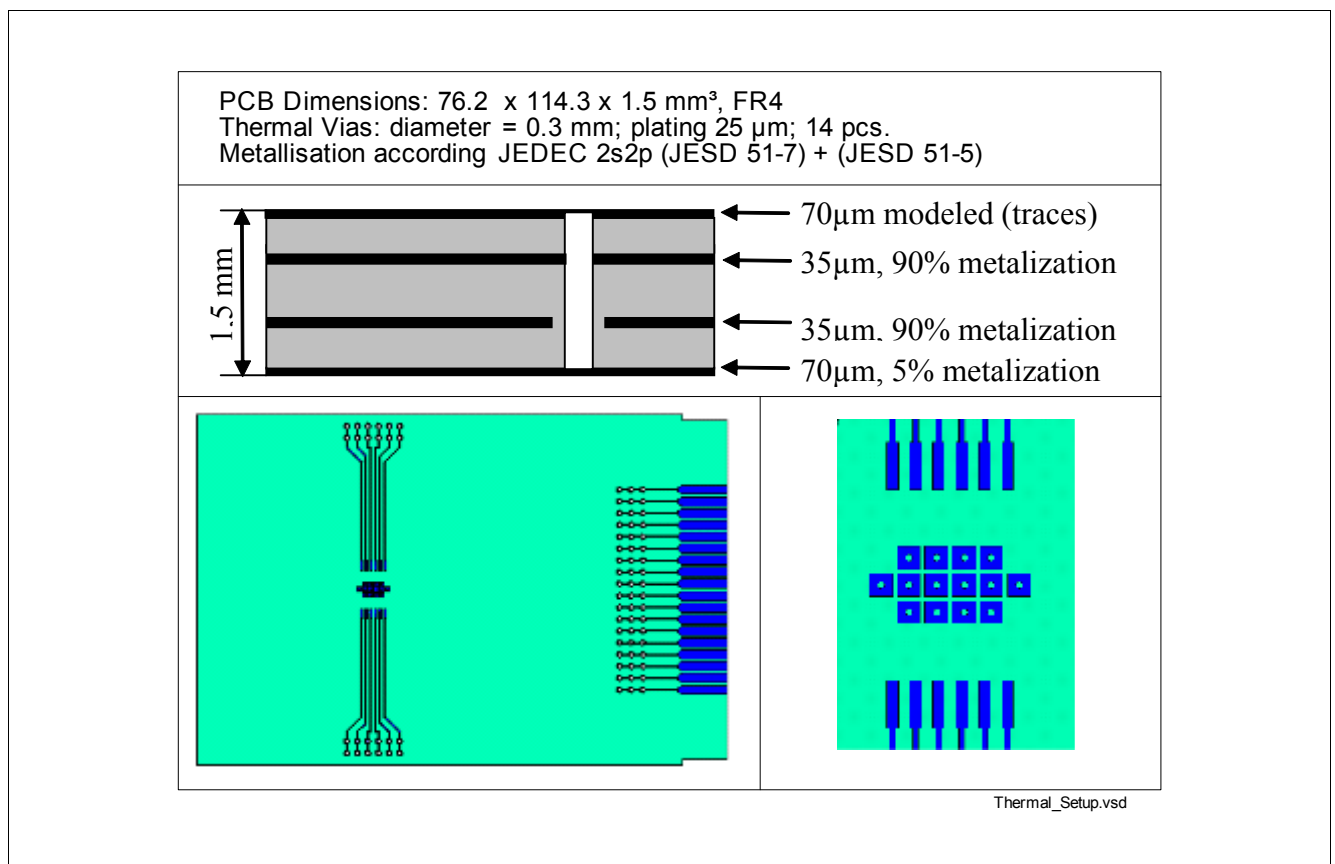 PCB Dimensions: 76.2 x 114.3 x 1.5 mm³, FR4
Thermal Vias: diameter = 0.3 mm; plating 25 µm; 14 pcs.
Metallisation according JEDEC 2s2p (JESD 51-7) + (JESD 51-5)
70µm modeled (traces)
35µm, 90% metalization
1.5 mm
35µm, 90% metalization.
70µm, 5% metalization
Thermal_Setup.vsd